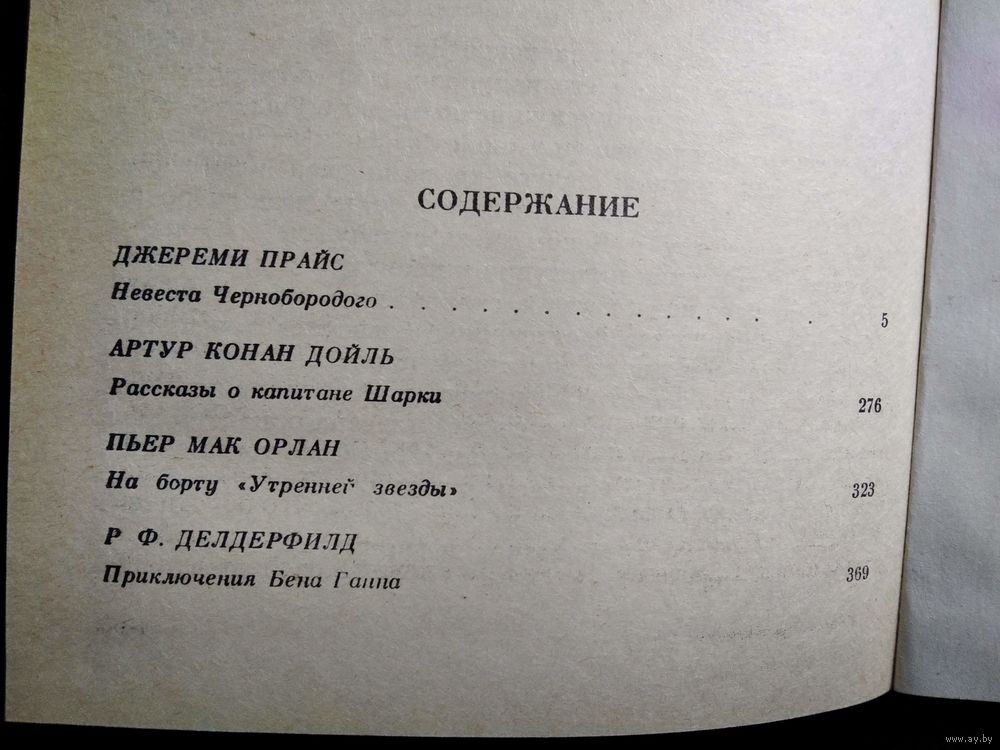 СОДЕРЖАНИЕ
ДЖЕРЕМИ ПРАЙС
Невеста Чернобородого . . . . . . . . . . . . . . 5
АРТУР КОНАН ДОЙЛЬ
Рассказы о капитане Шарки 276
ПЬЕР МАК ОРЛАН
На борту «Утренней звезды» 323
Р Ф. ДЕЛДЕРФИЛД
Приключения Бена Ганна 369
www.ay.by